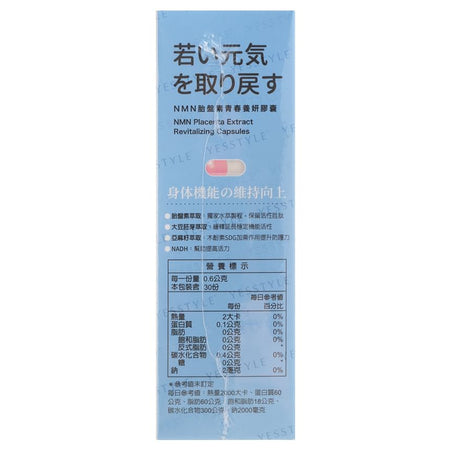 若い元気
を取り戻す
NMN胎盤素青春養妍膠囊
NMN Placenta Extract
Revitalizing Capsules
YESSTYLE
身体機能の維持向上
胎盤素萃取：獨家水萃製程，保留活性胜肽
大豆胚芽萃取：緩釋延長穩定機能活性
亞麻籽萃取：木酚素SDG加乘作用提升防護力
NADH：幫助提高活力
營養標示
每一份量 0.6公克
本包裝含 30份
每份 每日參考值百分比
熱量 2大卡 0%
蛋白質 0.1公克 0%
脂肪 0公克 0%
飽和脂肪 0公克 0%
反式脂肪 0公克 *
碳水化合物 0.4公克 0%
糖 0公克 *
鈉 2毫克 0%
*參考值未訂定
每日參考值：熱量2000大卡、蛋白質60
公克、脂肪60公克、飽和脂肪18公克、
碳水化合物300公克、鈉2000毫克